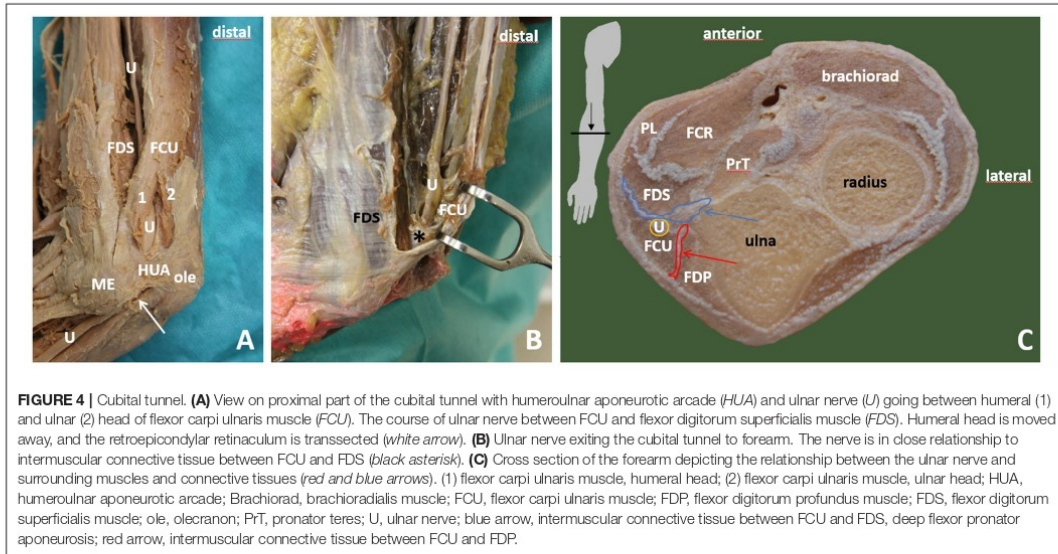 distal
U
FDS
FCU
1
2
U
ME
HUA
ole
U
A
distal
U
FDS
FCU
*
B
anterior
brachiorad
PL
FCR
PrT
lateral
radius
FDS
U
ulna
FCU
FDP
C
FIGURE 4 | Cubital tunnel. (A) View on proximal part of the cubital tunnel with humeroulnar aponeurotic arcade (HUA) and ulnar nerve (U) going between humeral (1)
and ulnar (2) head of flexor carpi ulnaris muscle (FCU). The course of ulnar nerve between FCU and flexor digitorum superficialis muscle (FDS). Humeral head is moved
away, and the retroepicondylar retinaculum is transsected (white arrow). (B) Ulnar nerve exiting the cubital tunnel to forearm. The nerve is in close relationship to
intermuscular connective tissue between FCU and FDS (black asterisk). (C) Cross section of the forearm depicting the relationship between the ulnar nerve and
surrounding muscles and connective tissues (red and blue arrows). (1) flexor carpi ulnaris muscle, humeral head; (2) flexor carpi ulnaris muscle, ulnar head; HUA,
humeroulnar aponeurotic arcade; Brachiorad, brachioradialis muscle; FCU, flexor carpi ulnaris muscle; FDP, flexor digitorum profundus muscle; FDS, flexor digitorum
superficialis muscle; ole, olecranon; PrT, pronator teres; U, ulnar nerve; blue arrow, intermuscular connective tissue between FCU and FDS, deep flexor pronator
aponeurosis; red arrow, intermuscular connective tissue between FCU and FDP.